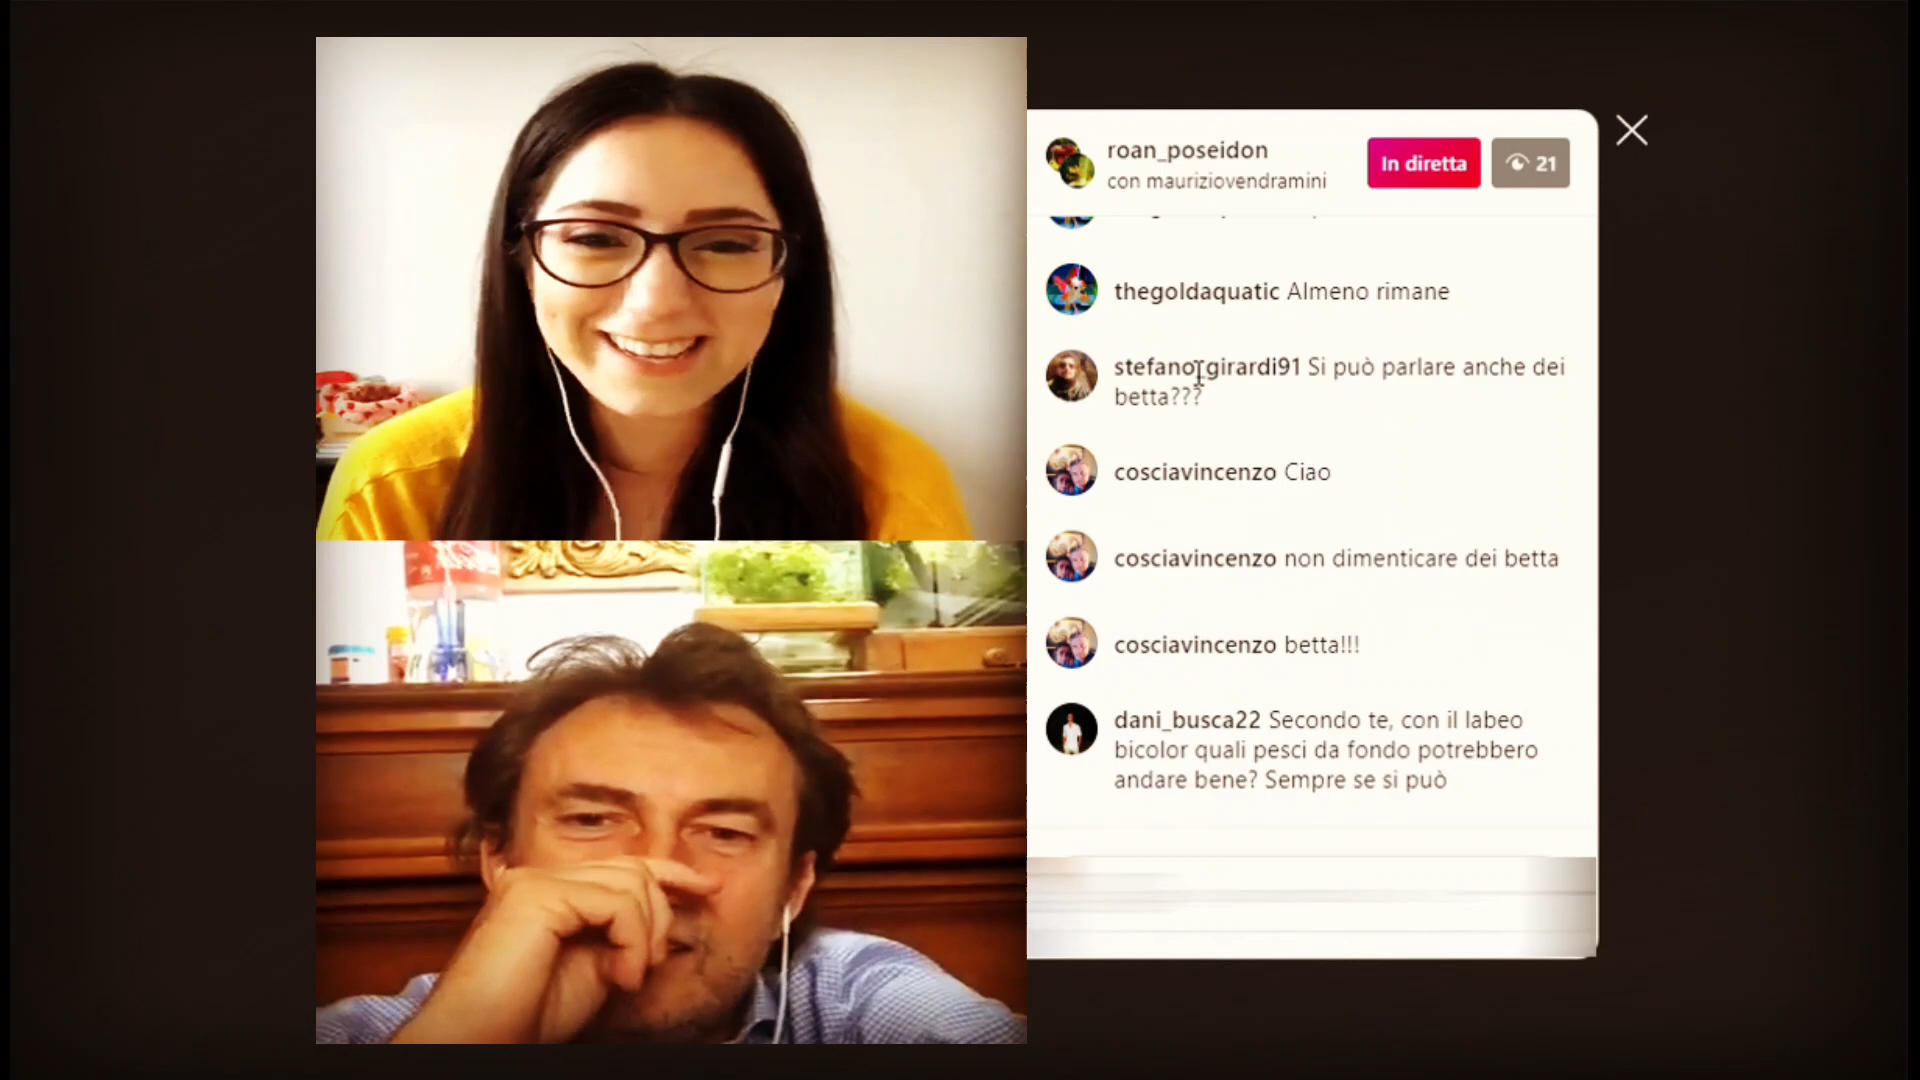 roan_poseidon
con mauriziovendramini
In diretta
21
thegoldaquatic Almeno rimane
stefano_girardi91 Si può parlare anche dei
betta???
cosciavincenzo Ciao
cosciavincenzo non dimenticare dei betta
cosciavincenzo betta!!!
dani_busca22 Secondo te, con il labeo
bicolor quali pesci da fondo potrebbero
andare bene? Sempre se si può